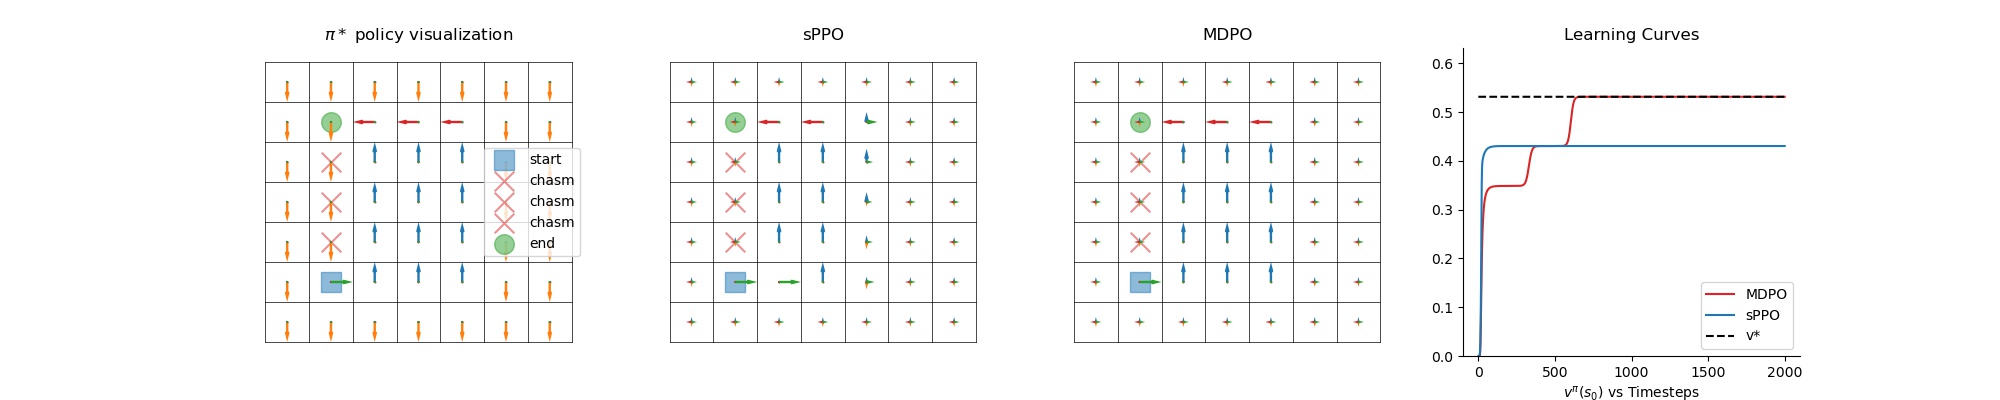 π* policy visualization
start
chasm
chasm
chasm
end
sPPO
MDPO
Learning Curves
0.6
0.5
0.4
0.3
0.2
0.1
0.0
MDPO
sPPO
v*
0 500 1000 1500 2000
v^π(s₀) vs Timesteps